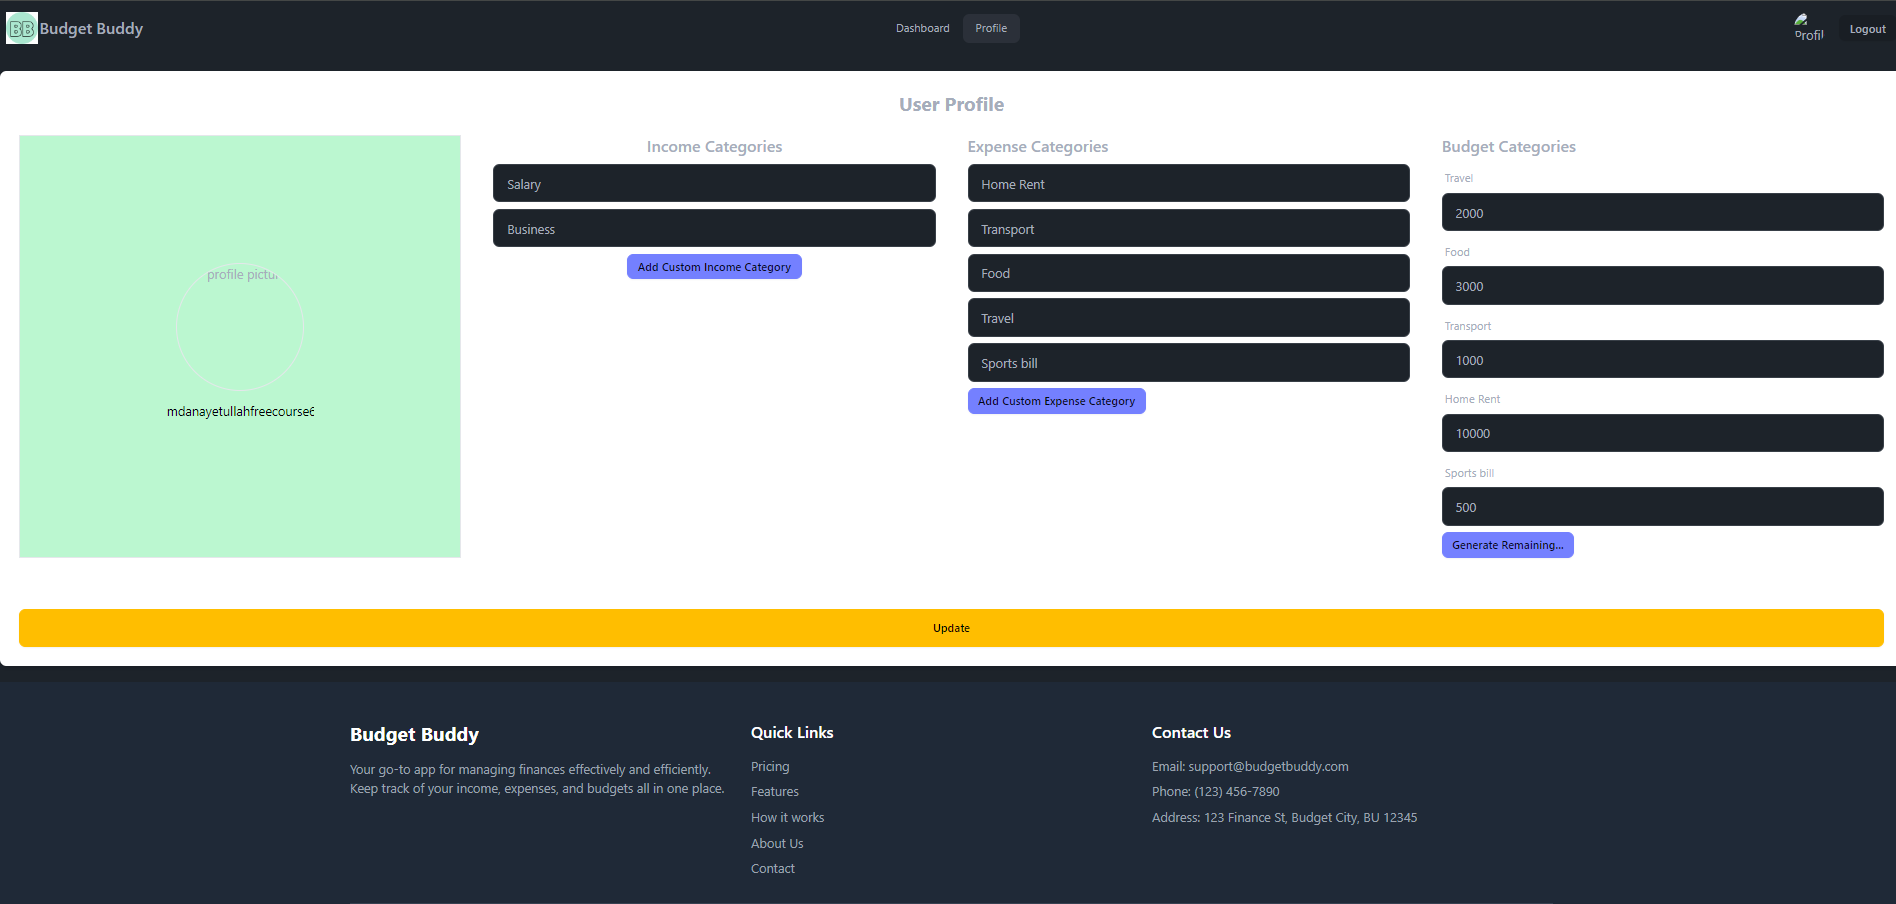 BB Budget Buddy
Dashboard
Profile
Profil
Logout
User Profile
profile pictu
mdanayetullahfreecourse6
Income Categories
Salary
Business
Add Custom Income Category
Expense Categories
Home Rent
Transport
Food
Travel
Sports bill
Add Custom Expense Category
Budget Categories
Travel
2000
Food
3000
Transport
1000
Home Rent
10000
Sports bill
500
Generate Remaining...
Update
Budget Buddy
Your go-to app for managing finances effectively and efficiently.
Keep track of your income, expenses, and budgets all in one place.
Quick Links
Pricing
Features
How it works
About Us
Contact
Contact Us
Email: support@budgetbuddy.com
Phone: (123) 456-7890
Address: 123 Finance St, Budget City, BU 12345